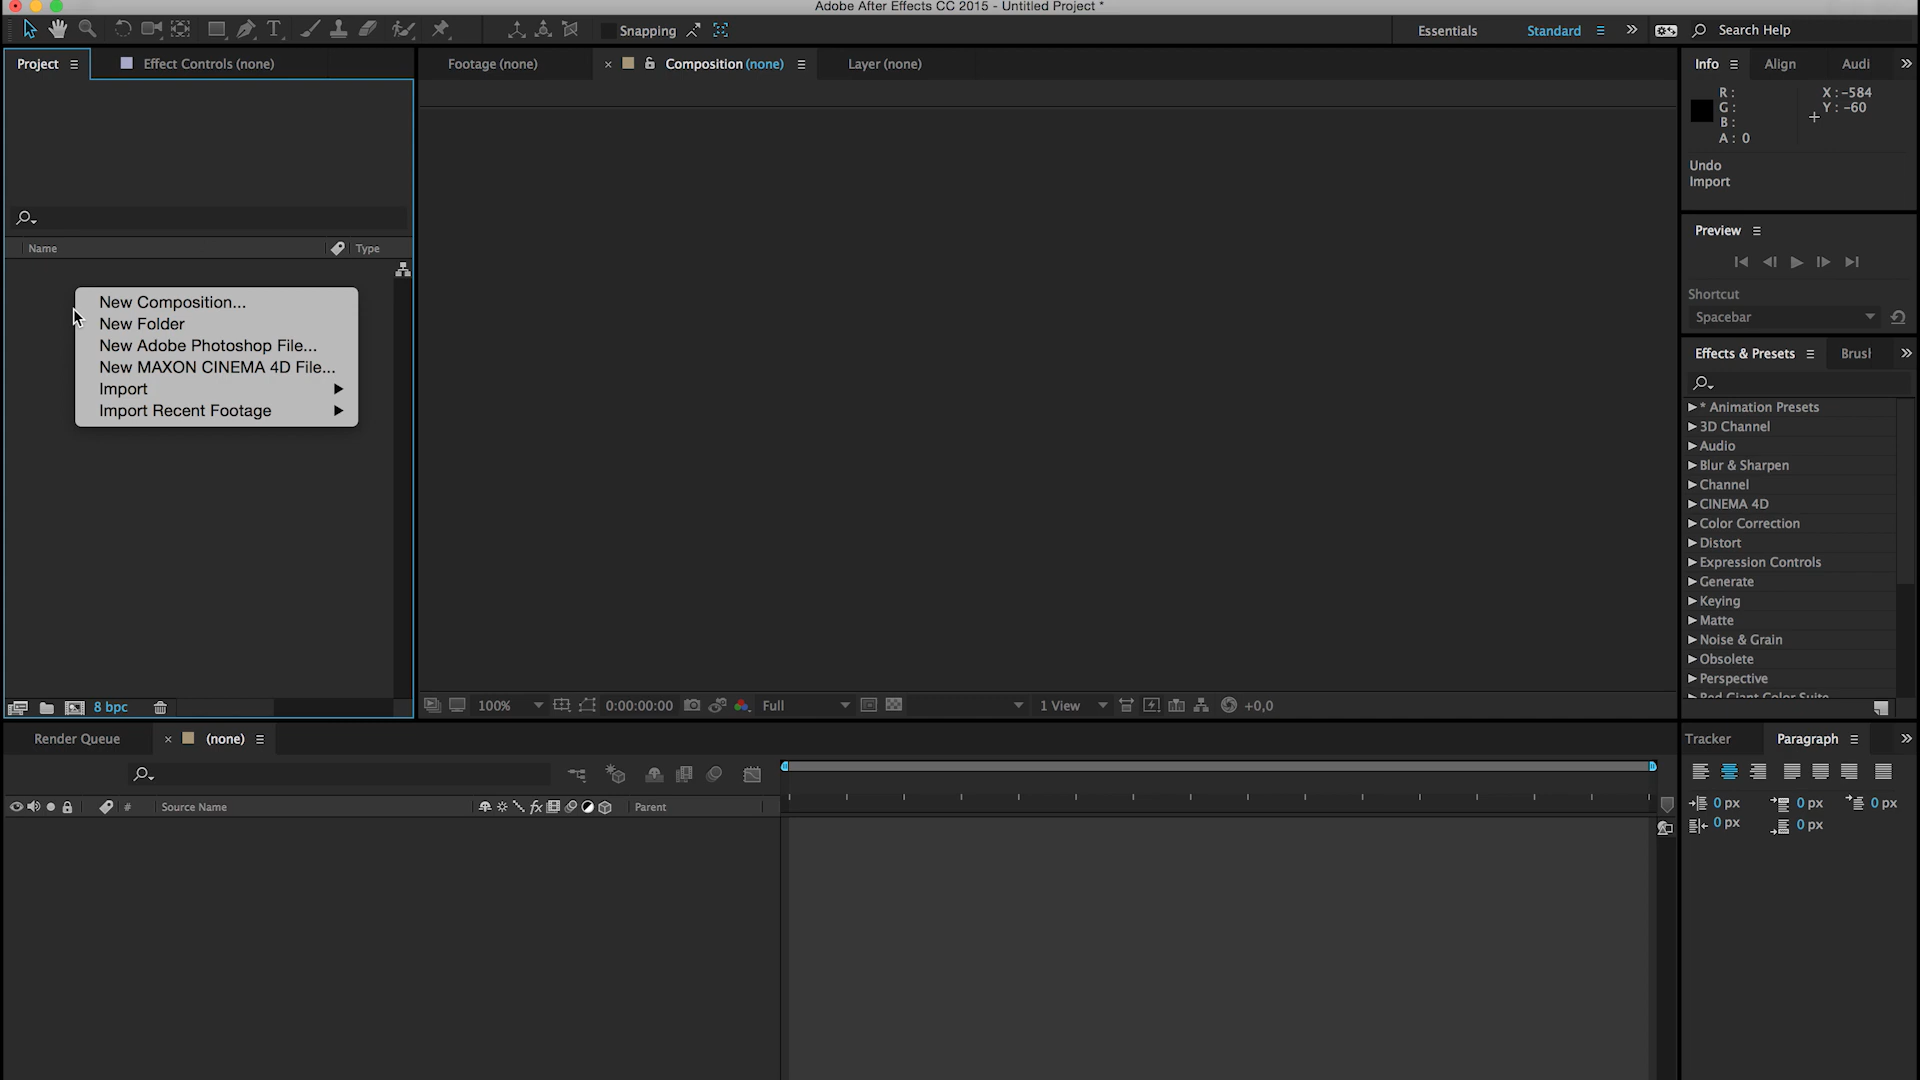 Adobe After Effects CC 2015 - Untitled Project *
Snapping
Essentials
Standard
Search Help
Project
Effect Controls (none)
Footage (none)
Composition (none)
Layer (none)
Info
Align
Audi
R :
G :
B :
A : 0
X : -584
Y : -60
Undo
Import
Preview
Shortcut
Spacebar
Name
Type
New Composition...
New Folder
New Adobe Photoshop File...
New MAXON CINEMA 4D File...
Import
Import Recent Footage
Effects & Presets
* Animation Presets
3D Channel
Audio
Blur & Sharpen
Channel
CINEMA 4D
Color Correction
Distort
Expression Controls
Generate
Keying
Matte
Noise & Grain
Obsolete
Perspective
Red Giant Color Suite
8 bpc
100%
0:00:00:00
Full
1 View
+0,0
Render Queue
(none)
Tracker
Paragraph
# Source Name
fx
Parent
0 px
0 px
0 px
0 px
0 px